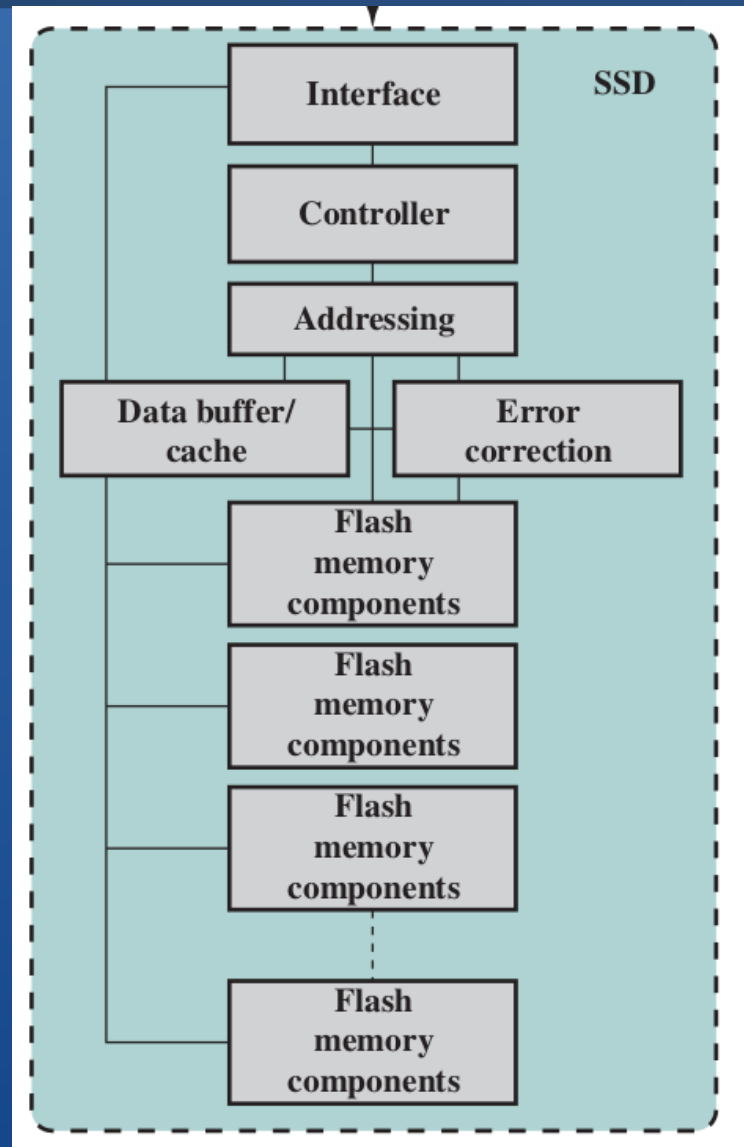 SSD
Interface
Controller
Addressing
Data buffer/
cache
Error
correction
Flash
memory
components
Flash
memory
components
Flash
memory
components
Flash
memory
components